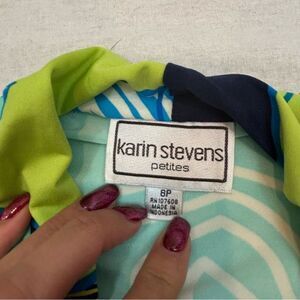 karin stevens
petites
8P
RN 107608
MADE IN
INDONESIA